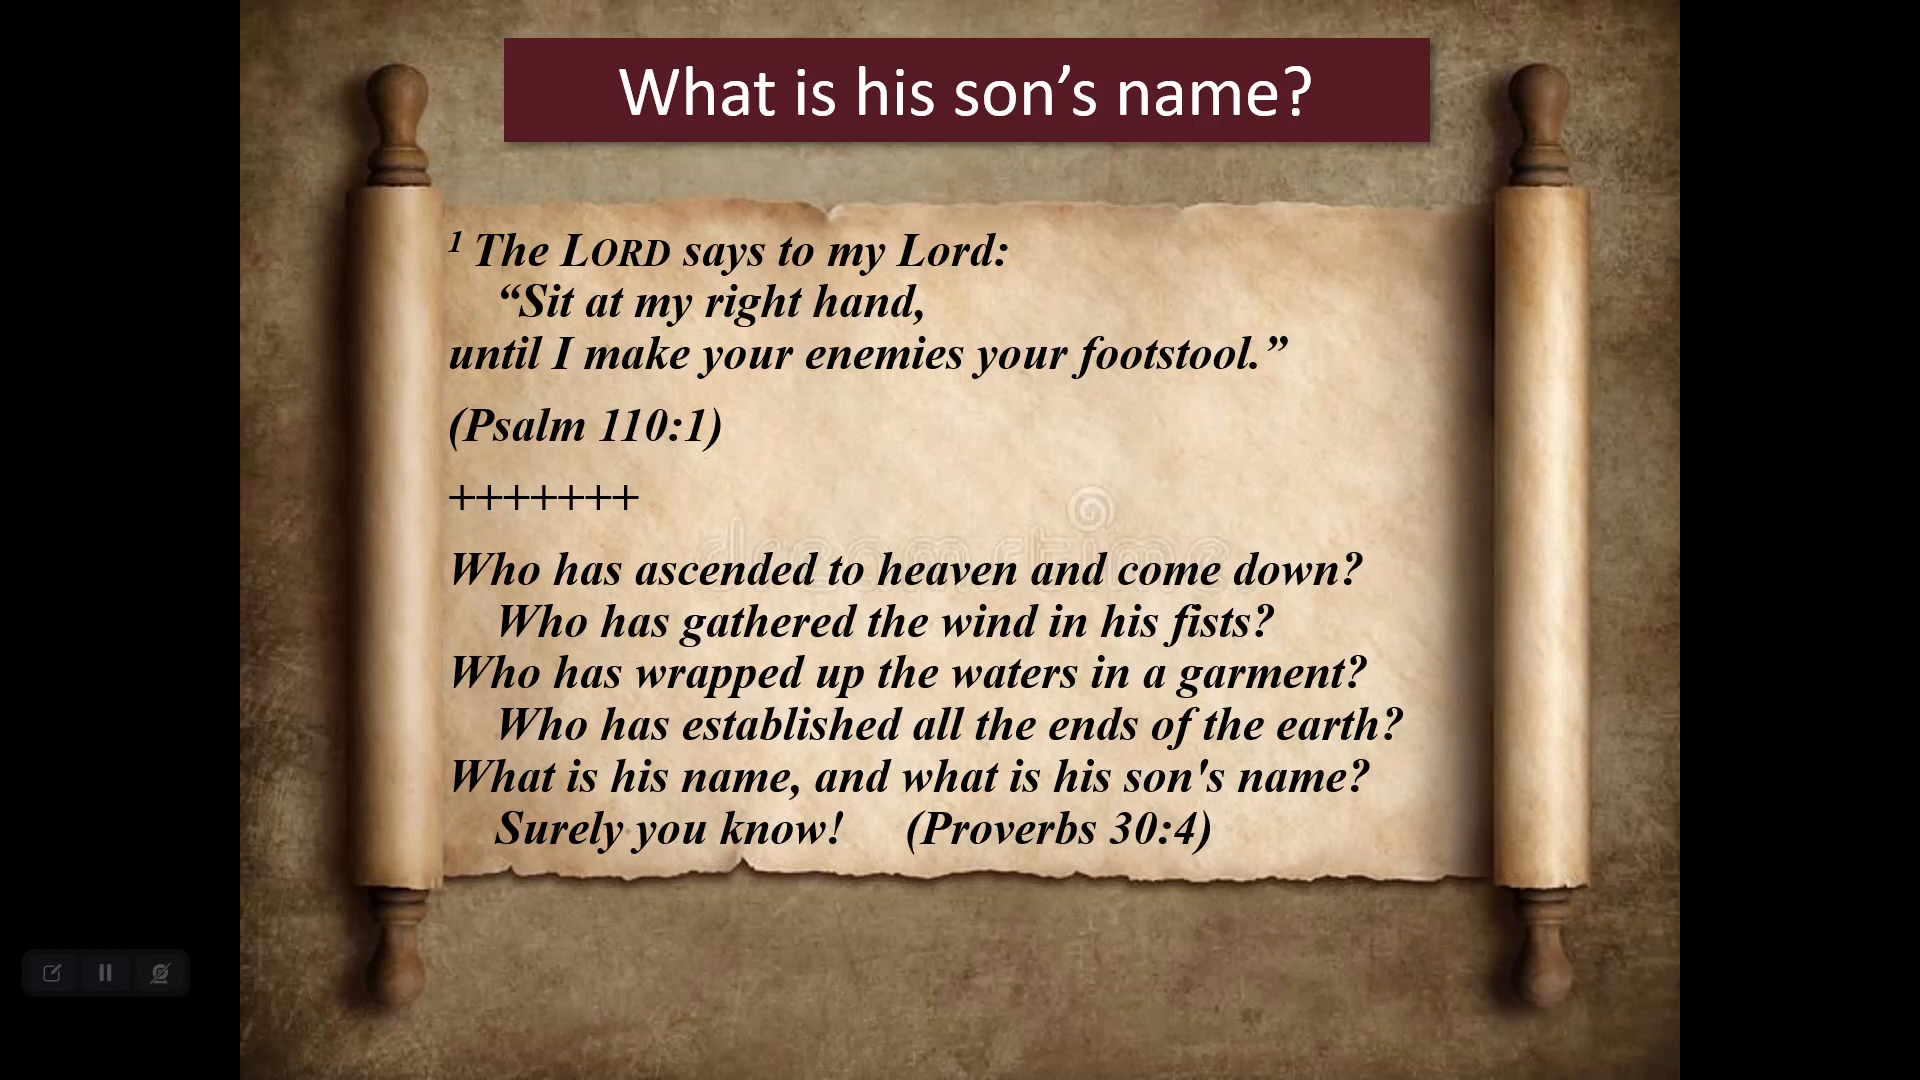 What is his son’s name?
1 The LORD says to my Lord:
“Sit at my right hand,
until I make your enemies your footstool.”
(Psalm 110:1)
+++++++
dreamstime
Who has ascended to heaven and come down?
Who has gathered the wind in his fists?
Who has wrapped up the waters in a garment?
Who has established all the ends of the earth?
What is his name, and what is his son's name?
Surely you know! (Proverbs 30:4)